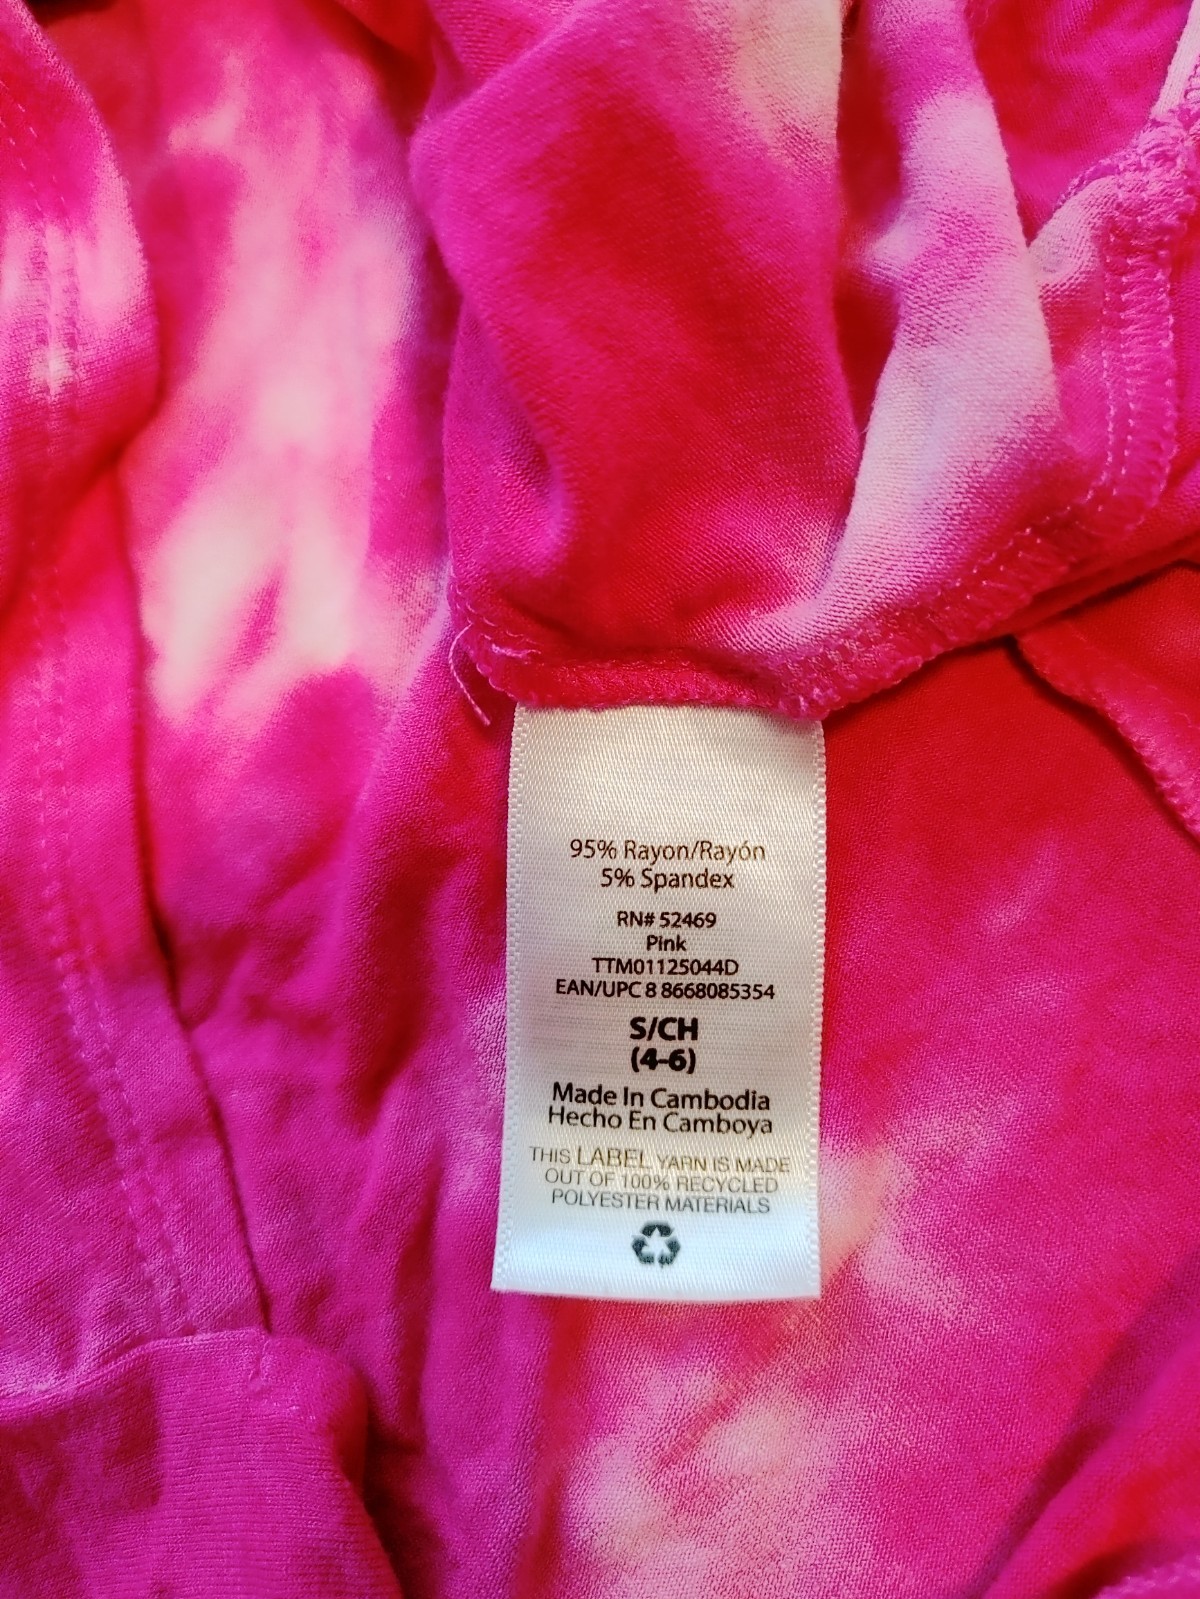 95% Rayon/Rayón
5% Spandex
RN# 52469
Pink
TTM01125044D
EAN/UPC 8 8668085354
S/CH
(4-6)
Made In Cambodia
Hecho En Camboya
THIS LABEL YARN IS MADE
OUT OF 100% RECYCLED
POLYESTER MATERIALS